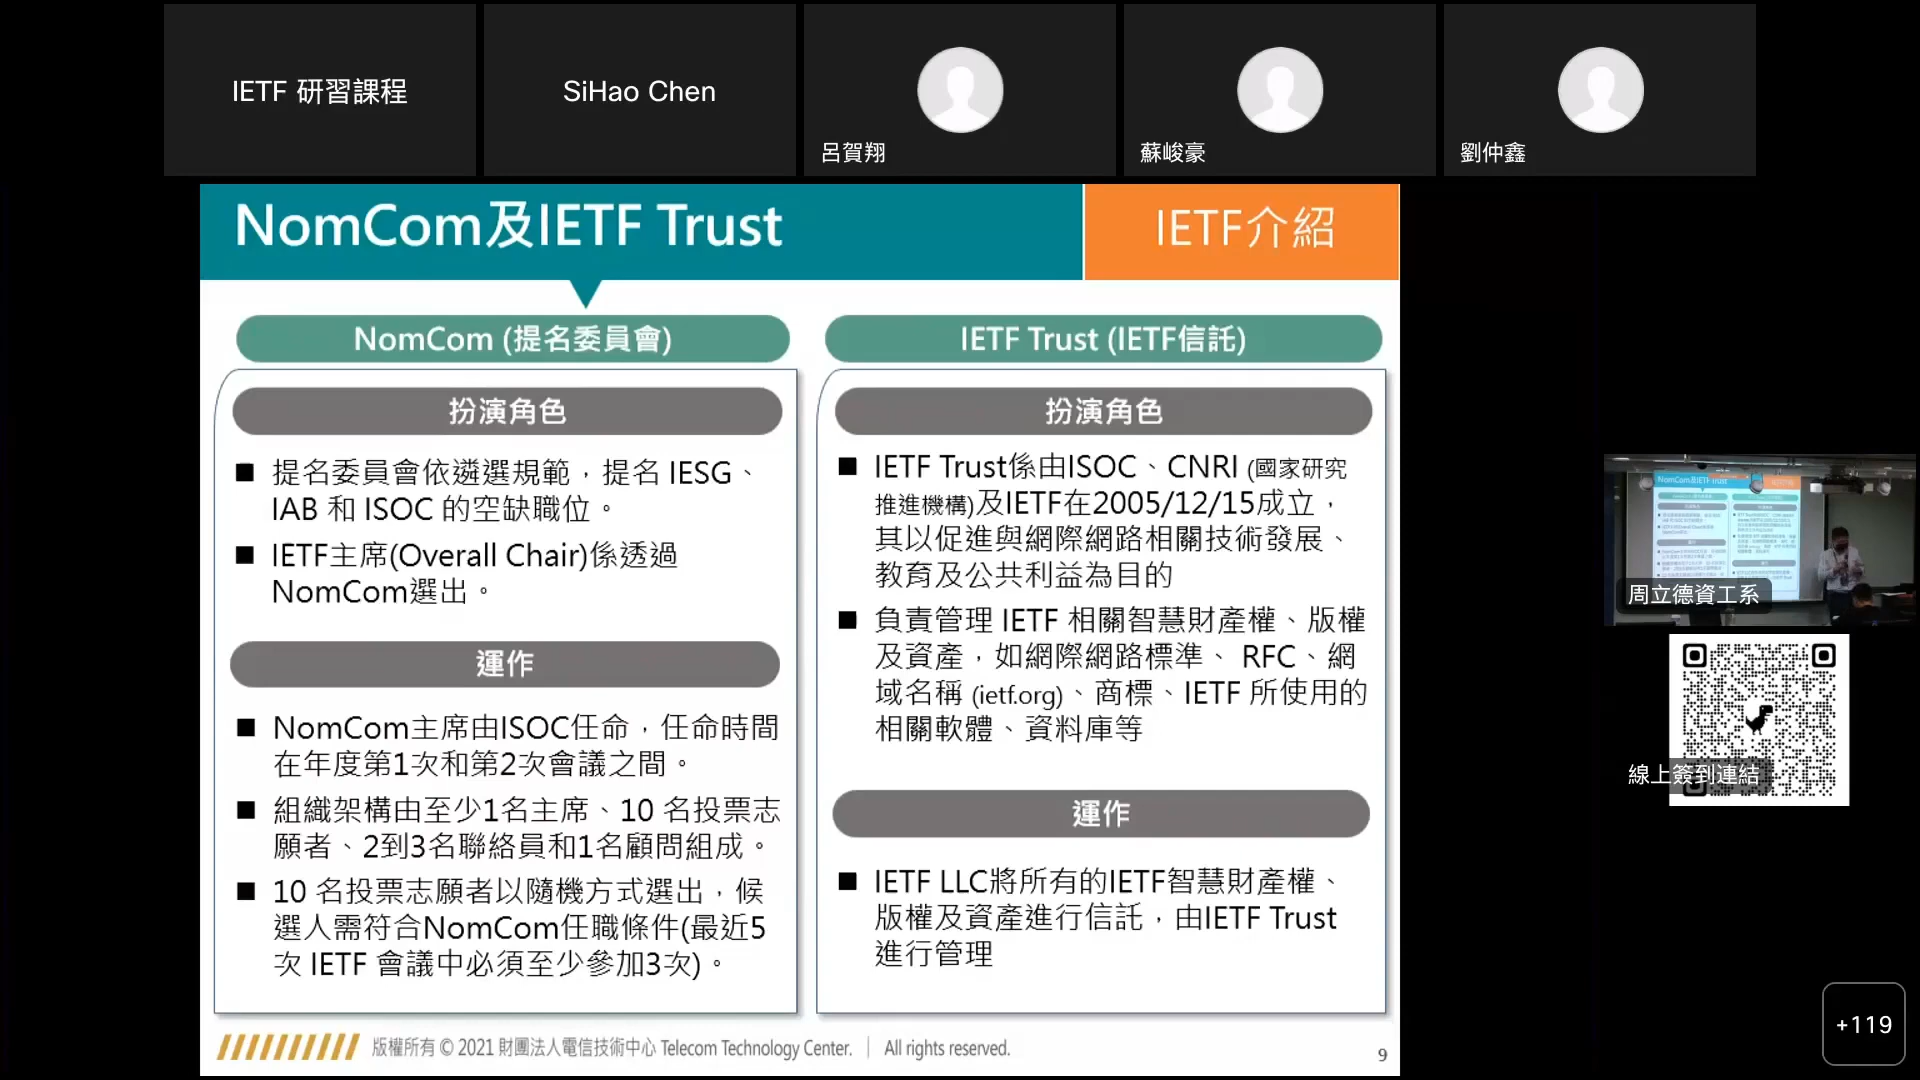 IETF 研習課程
SiHao Chen
呂賀翔
蘇峻豪
劉仲鑫
NomCom及IETF Trust
IETF介紹
NomCom (提名委員會)
扮演角色
■ 提名委員會依遴選規範，提名 IESG、
IAB 和 ISOC 的空缺職位。
■ IETF主席(Overall Chair)係透過
NomCom選出。
運作
■ NomCom主席由ISOC任命，任命時間
在年度第1次和第2次會議之間。
■ 組織架構由至少1名主席、10 名投票志
願者、2到3名聯絡員和1名顧問組成。
■ 10 名投票志願者以隨機方式選出，候
選人需符合NomCom任職條件(最近5
次 IETF 會議中必須至少參加3次)。
IETF Trust (IETF信託)
扮演角色
■ IETF Trust係由ISOC、CNRI (國家研究
推進機構)及IETF在2005/12/15成立，
其以促進與網際網路相關技術發展、
教育及公共利益為目的
■ 負責管理 IETF 相關智慧財產權、版權
及資產，如網際網路標準、 RFC、網
域名稱 (ietf.org)、商標、IETF 所使用的
相關軟體、資料庫等
運作
■ IETF LLC將所有的IETF智慧財產權、
版權及資產進行信託，由IETF Trust
進行管理
版權所有 © 2021 財團法人電信技術中心 Telecom Technology Center. | All rights reserved.
9
NomCom及IETF Trust
周立德資工系
線上簽到連結
+119